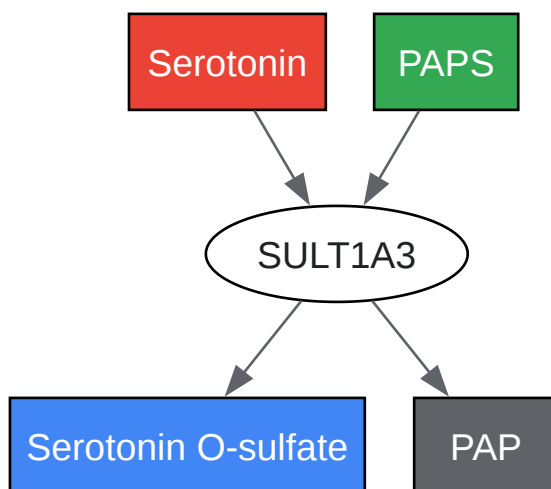 Serotonin
PAPS
SULT1A3
Serotonin O-sulfate
PAP